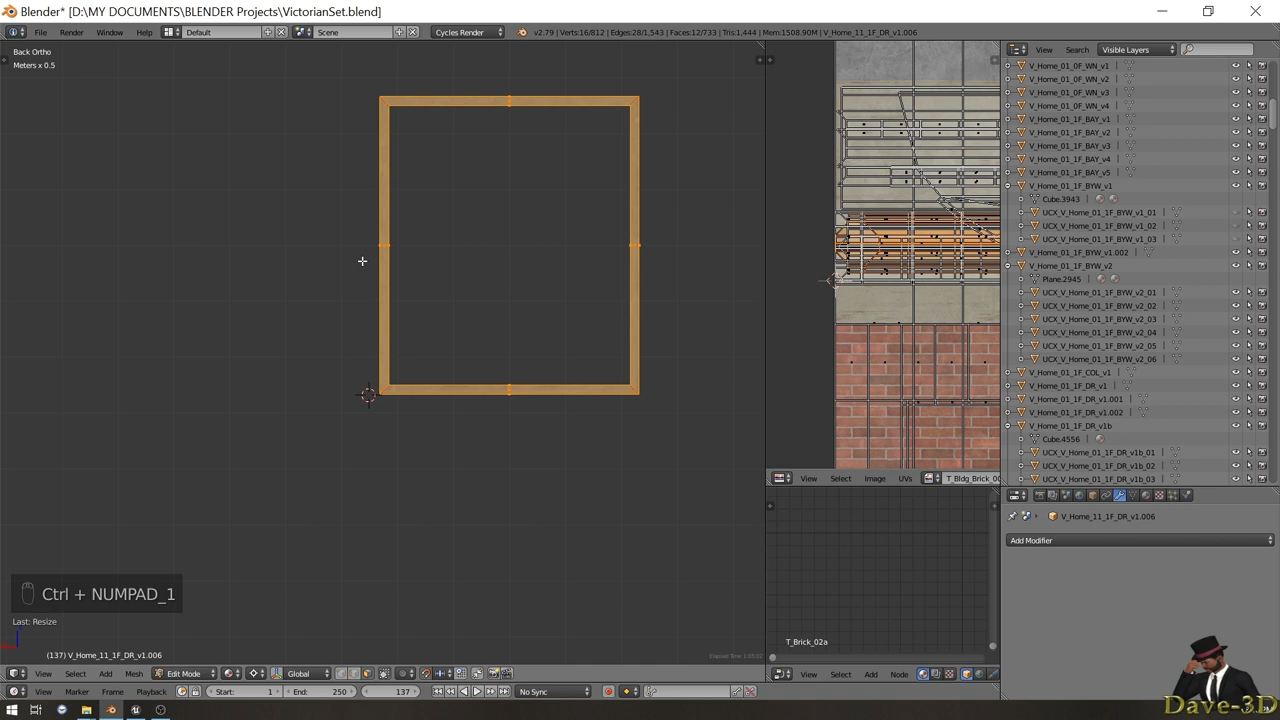 Blender* [D:\MY DOCUMENTS\BLENDER Projects\VictorianSet.blend]
File Render Window Help Default Scene Cycles Render v2.79 | Verts:16/812 | Edges:28/1,543 | Faces:12/733 | Tris:1,444 | Mem:1508.90M | V_Home_11_1F_DR_v1.006
Back Ortho
Meters x 0.5
View Search Visible Layers
V_Home_01_0F_WN_v1
V_Home_01_0F_WN_v2
V_Home_01_0F_WN_v3
V_Home_01_0F_WN_v4
V_Home_01_1F_BAY_v1
V_Home_01_1F_BAY_v2
V_Home_01_1F_BAY_v3
V_Home_01_1F_BAY_v4
V_Home_01_1F_BAY_v5
V_Home_01_1F_BYW_v1
Cube.3943
UCX_V_Home_01_1F_BYW_v1_01
UCX_V_Home_01_1F_BYW_v1_02
UCX_V_Home_01_1F_BYW_v1_03
V_Home_01_1F_BYW_v1.002
V_Home_01_1F_BYW_v2
Plane.2945
UCX_V_Home_01_1F_BYW_v2_01
UCX_V_Home_01_1F_BYW_v2_02
UCX_V_Home_01_1F_BYW_v2_03
UCX_V_Home_01_1F_BYW_v2_04
UCX_V_Home_01_1F_BYW_v2_05
UCX_V_Home_01_1F_BYW_v2_06
V_Home_01_1F_COL_v1
V_Home_01_1F_DR_v1
V_Home_01_1F_DR_v1.001
V_Home_01_1F_DR_v1.002
V_Home_01_1F_DR_v1b
Cube.4556
UCX_V_Home_01_1F_DR_v1b_01
UCX_V_Home_01_1F_DR_v1b_02
UCX_V_Home_01_1F_DR_v1b_03
View Select Image UVs T_Bldg_Brick_00
V_Home_11_1F_DR_v1.006
Add Modifier
Ctrl + NUMPAD_1
Last: Resize
T_Brick_02a
(137) V_Home_11_1F_DR_v1.006
View Select Add Mesh Edit Mode Global
View Select Add Node
View Marker Frame Playback Start: 1 End: 250 137 No Sync
Dave-3D